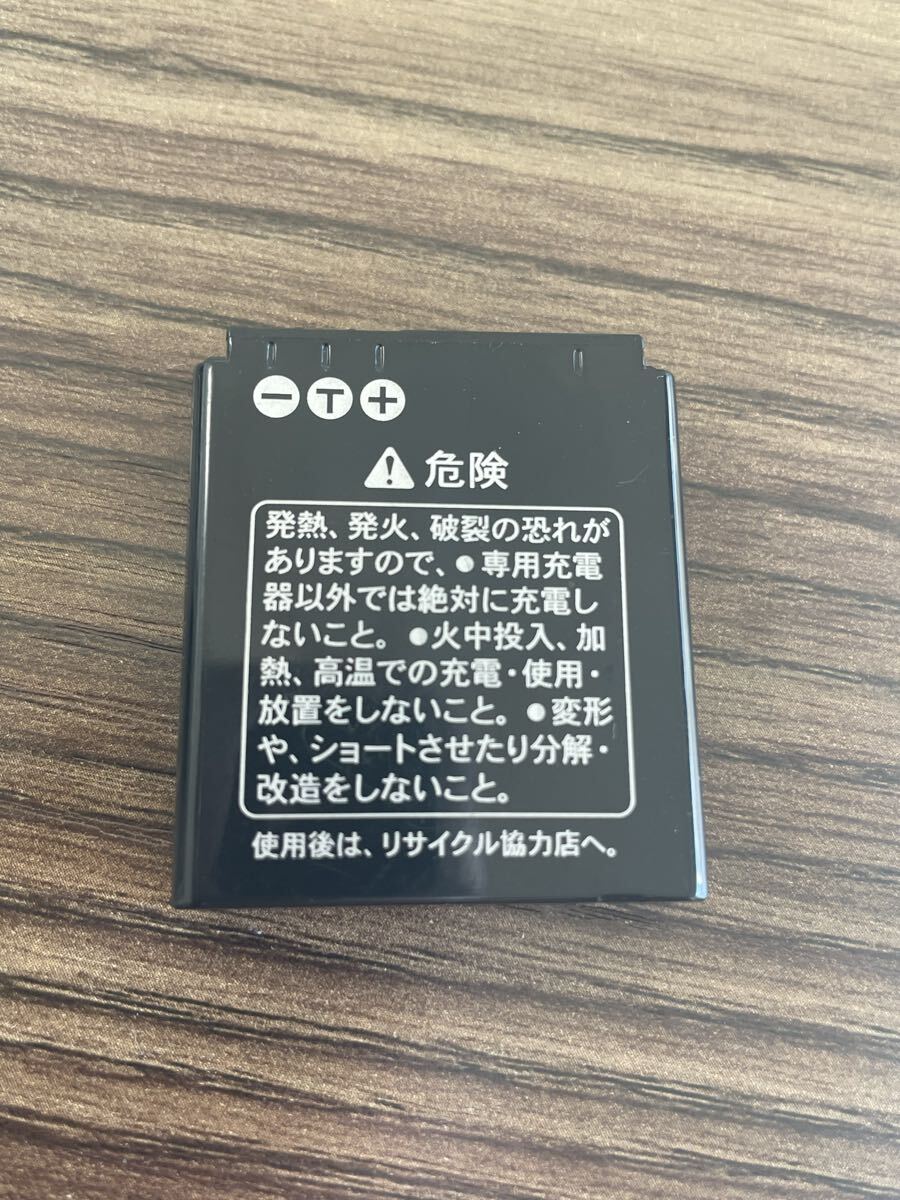 − T +
⚠ 危険
発熱、発火、破裂の恐れが
ありますので、●専用充電
器以外では絶対に充電し
ないこと。●火中投入、加
熱、高温での充電・使用・
放置をしないこと。●変形
や、ショートさせたり分解・
改造をしないこと。
使用後は、リサイクル協力店へ。